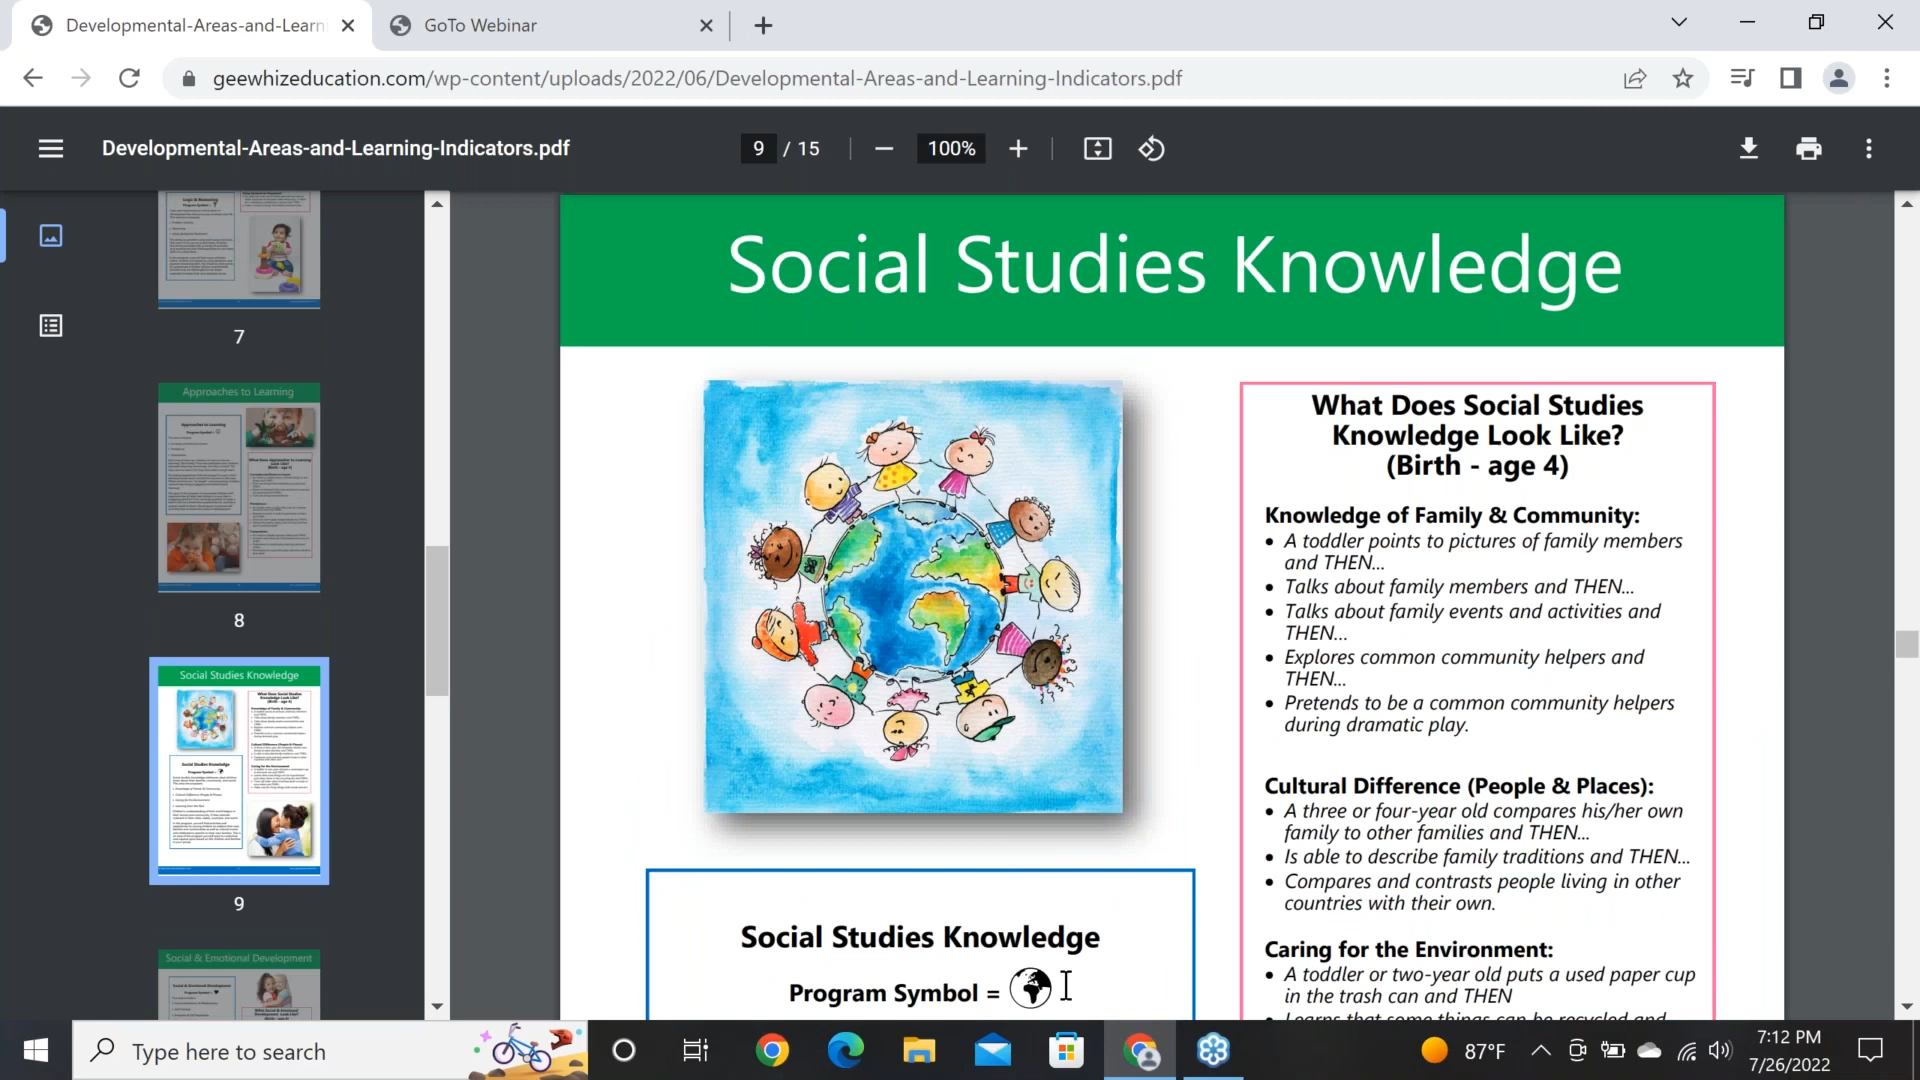 Developmental-Areas-and-Learn
GoTo Webinar
geewhizeducation.com/wp-content/uploads/2022/06/Developmental-Areas-and-Learning-Indicators.pdf
Developmental-Areas-and-Learning-Indicators.pdf
9 / 15
100%
7
Approaches to Learning
8
Social Studies Knowledge
9
Social & Emotional Development
Social Studies Knowledge
What Does Social Studies
Knowledge Look Like?
(Birth - age 4)
Knowledge of Family & Community:
• A toddler points to pictures of family members
and THEN...
• Talks about family members and THEN...
• Talks about family events and activities and
THEN...
• Explores common community helpers and
THEN...
• Pretends to be a common community helpers
during dramatic play.
Cultural Difference (People & Places):
• A three or four-year old compares his/her own
family to other families and THEN...
• Is able to describe family traditions and THEN...
• Compares and contrasts people living in other
countries with their own.
Caring for the Environment:
• A toddler or two-year old puts a used paper cup
in the trash can and THEN
• Learns that some things can be recycled and
Social Studies Knowledge
Program Symbol =
Type here to search
87°F
7:12 PM
7/26/2022